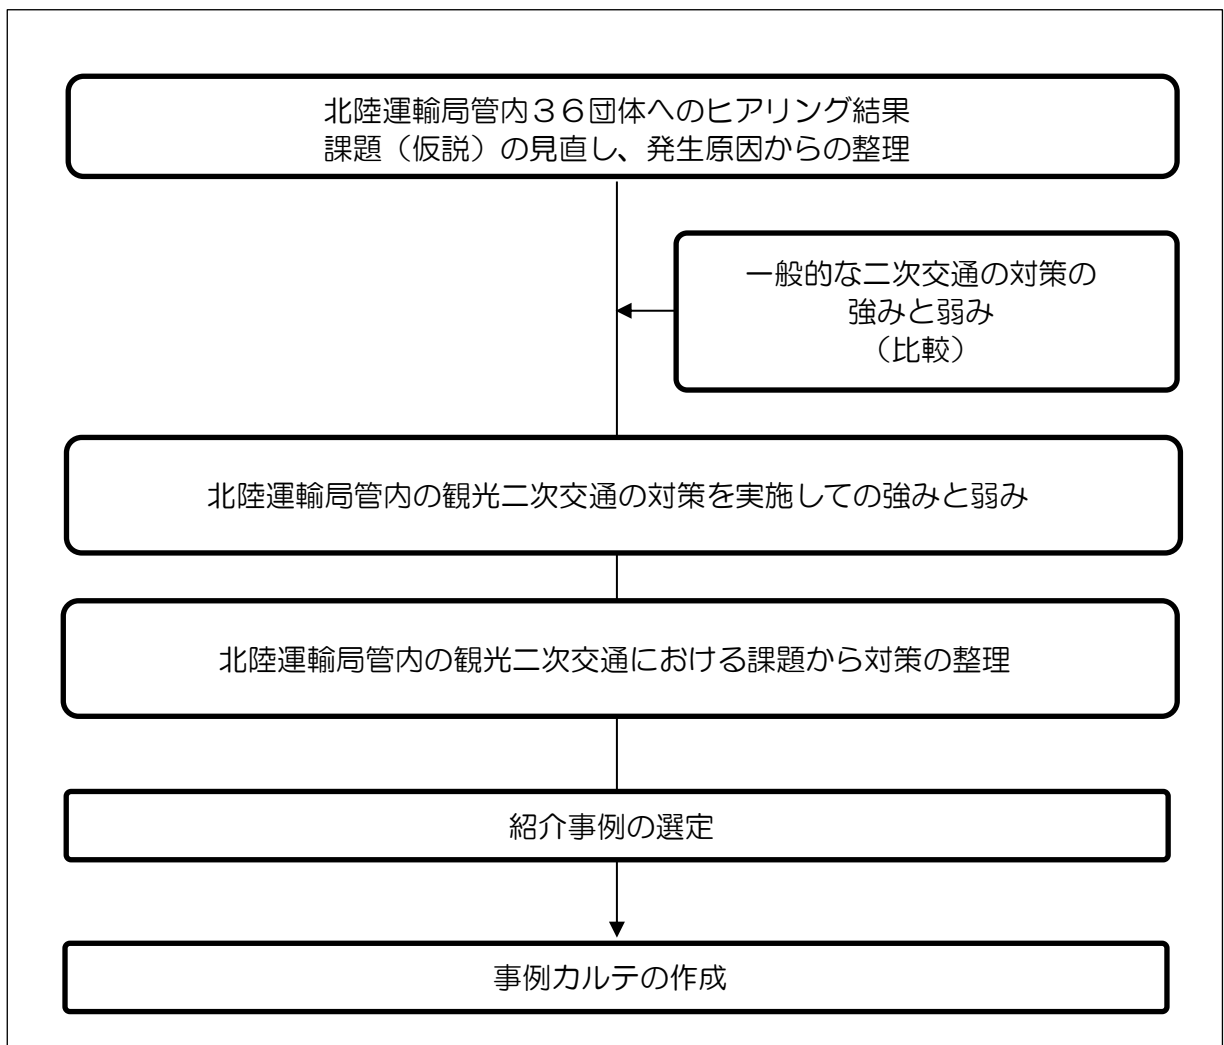 北陸運輸局管内３６団体へのヒアリング結果
課題（仮説）の見直し、発生原因からの整理
一般的な二次交通の対策の
強みと弱み
（比較）
北陸運輸局管内の観光二次交通の対策を実施しての強みと弱み
北陸運輸局管内の観光二次交通における課題から対策の整理
紹介事例の選定
事例カルテの作成